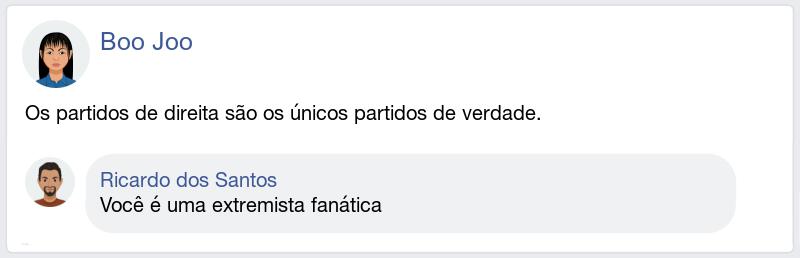 Boo Joo
Os partidos de direita são os únicos partidos de verdade.
Ricardo dos Santos
Você é uma extremista fanática